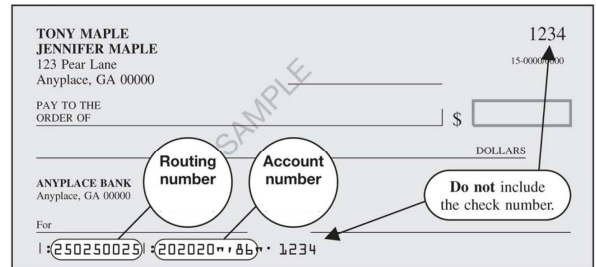 TONY MAPLE
JENNIFER MAPLE
123 Pear Lane
Anyplace, GA 00000
1234
15-0000/0000
SAMPLE
PAY TO THE
ORDER OF
$
DOLLARS
Routing
number
Account
number
ANYPLACE BANK
Anyplace, GA 00000
Do not include
the check number.
For
|:250250025|:202020"'86". 1234